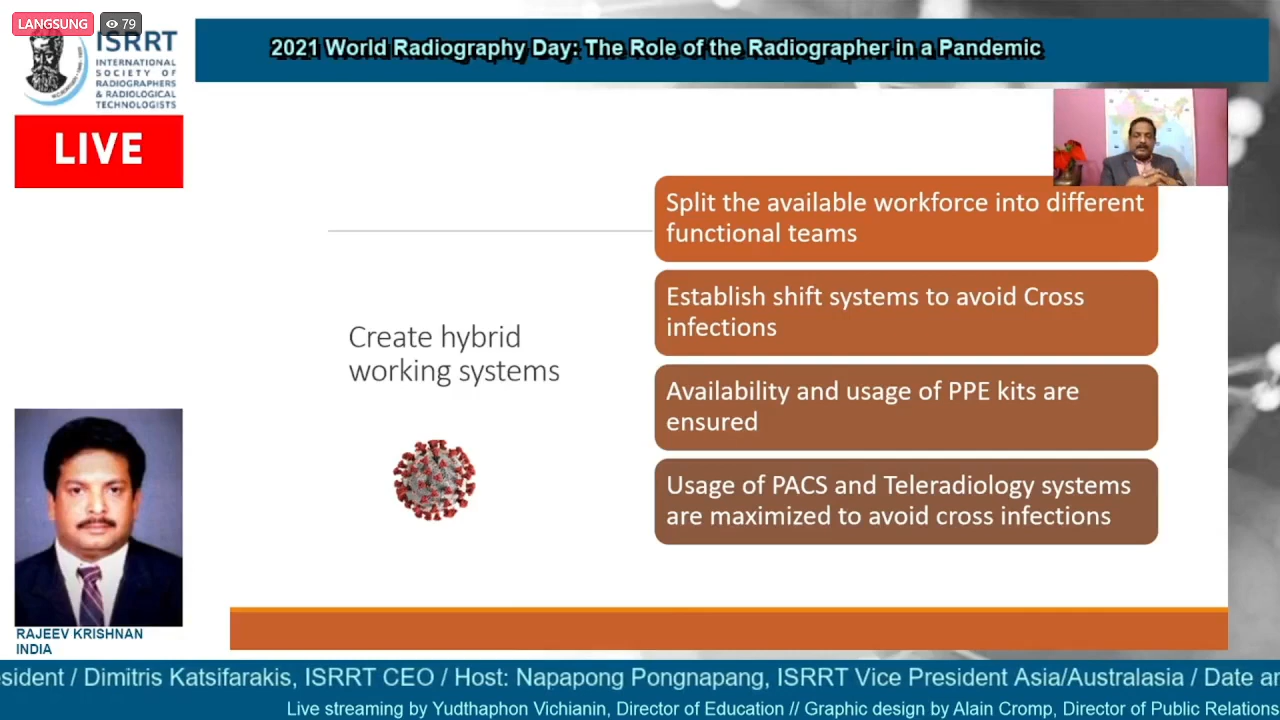 LANGSUNG
79
ISRRT
INTERNATIONAL
SOCIETY OF
RADIOGRAPHERS
& RADIOLOGICAL
TECHNOLOGISTS
2021 World Radiography Day: The Role of the Radiographer in a Pandemic
LIVE
Split the available workforce into different
functional teams
Establish shift systems to avoid Cross
infections
Create hybrid
working systems
Availability and usage of PPE kits are
ensured
Usage of PACS and Teleradiology systems
are maximized to avoid cross infections
RAJEEV KRISHNAN
INDIA
sident / Dimitris Katsifarakis, ISRRT CEO / Host: Napapong Pongnapang, ISRRT Vice President Asia/Australasia / Date an
Live streaming by Yudthaphon Vichianin, Director of Education // Graphic design by Alain Cromp, Director of Public Relations